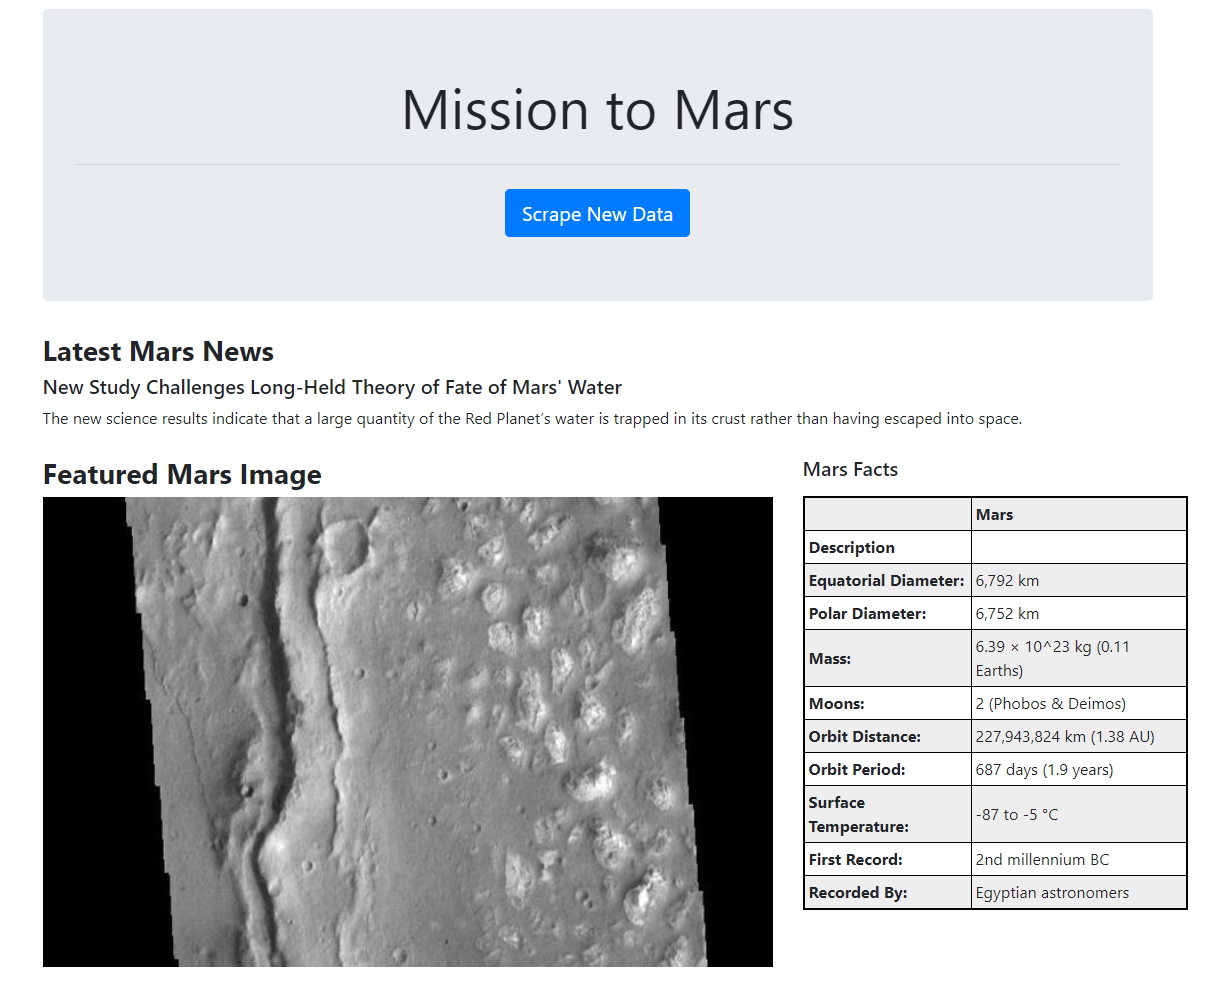 Mission to Mars
Scrape New Data
Latest Mars News
New Study Challenges Long-Held Theory of Fate of Mars' Water
The new science results indicate that a large quantity of the Red Planet’s water is trapped in its crust rather than having escaped into space.
Featured Mars Image
Mars Facts
Mars
Description
Equatorial Diameter: 6,792 km
Polar Diameter: 6,752 km
Mass: 6.39 × 10^23 kg (0.11
Earths)
Moons: 2 (Phobos & Deimos)
Orbit Distance: 227,943,824 km (1.38 AU)
Orbit Period: 687 days (1.9 years)
Surface
Temperature: -87 to -5 °C
First Record: 2nd millennium BC
Recorded By: Egyptian astronomers